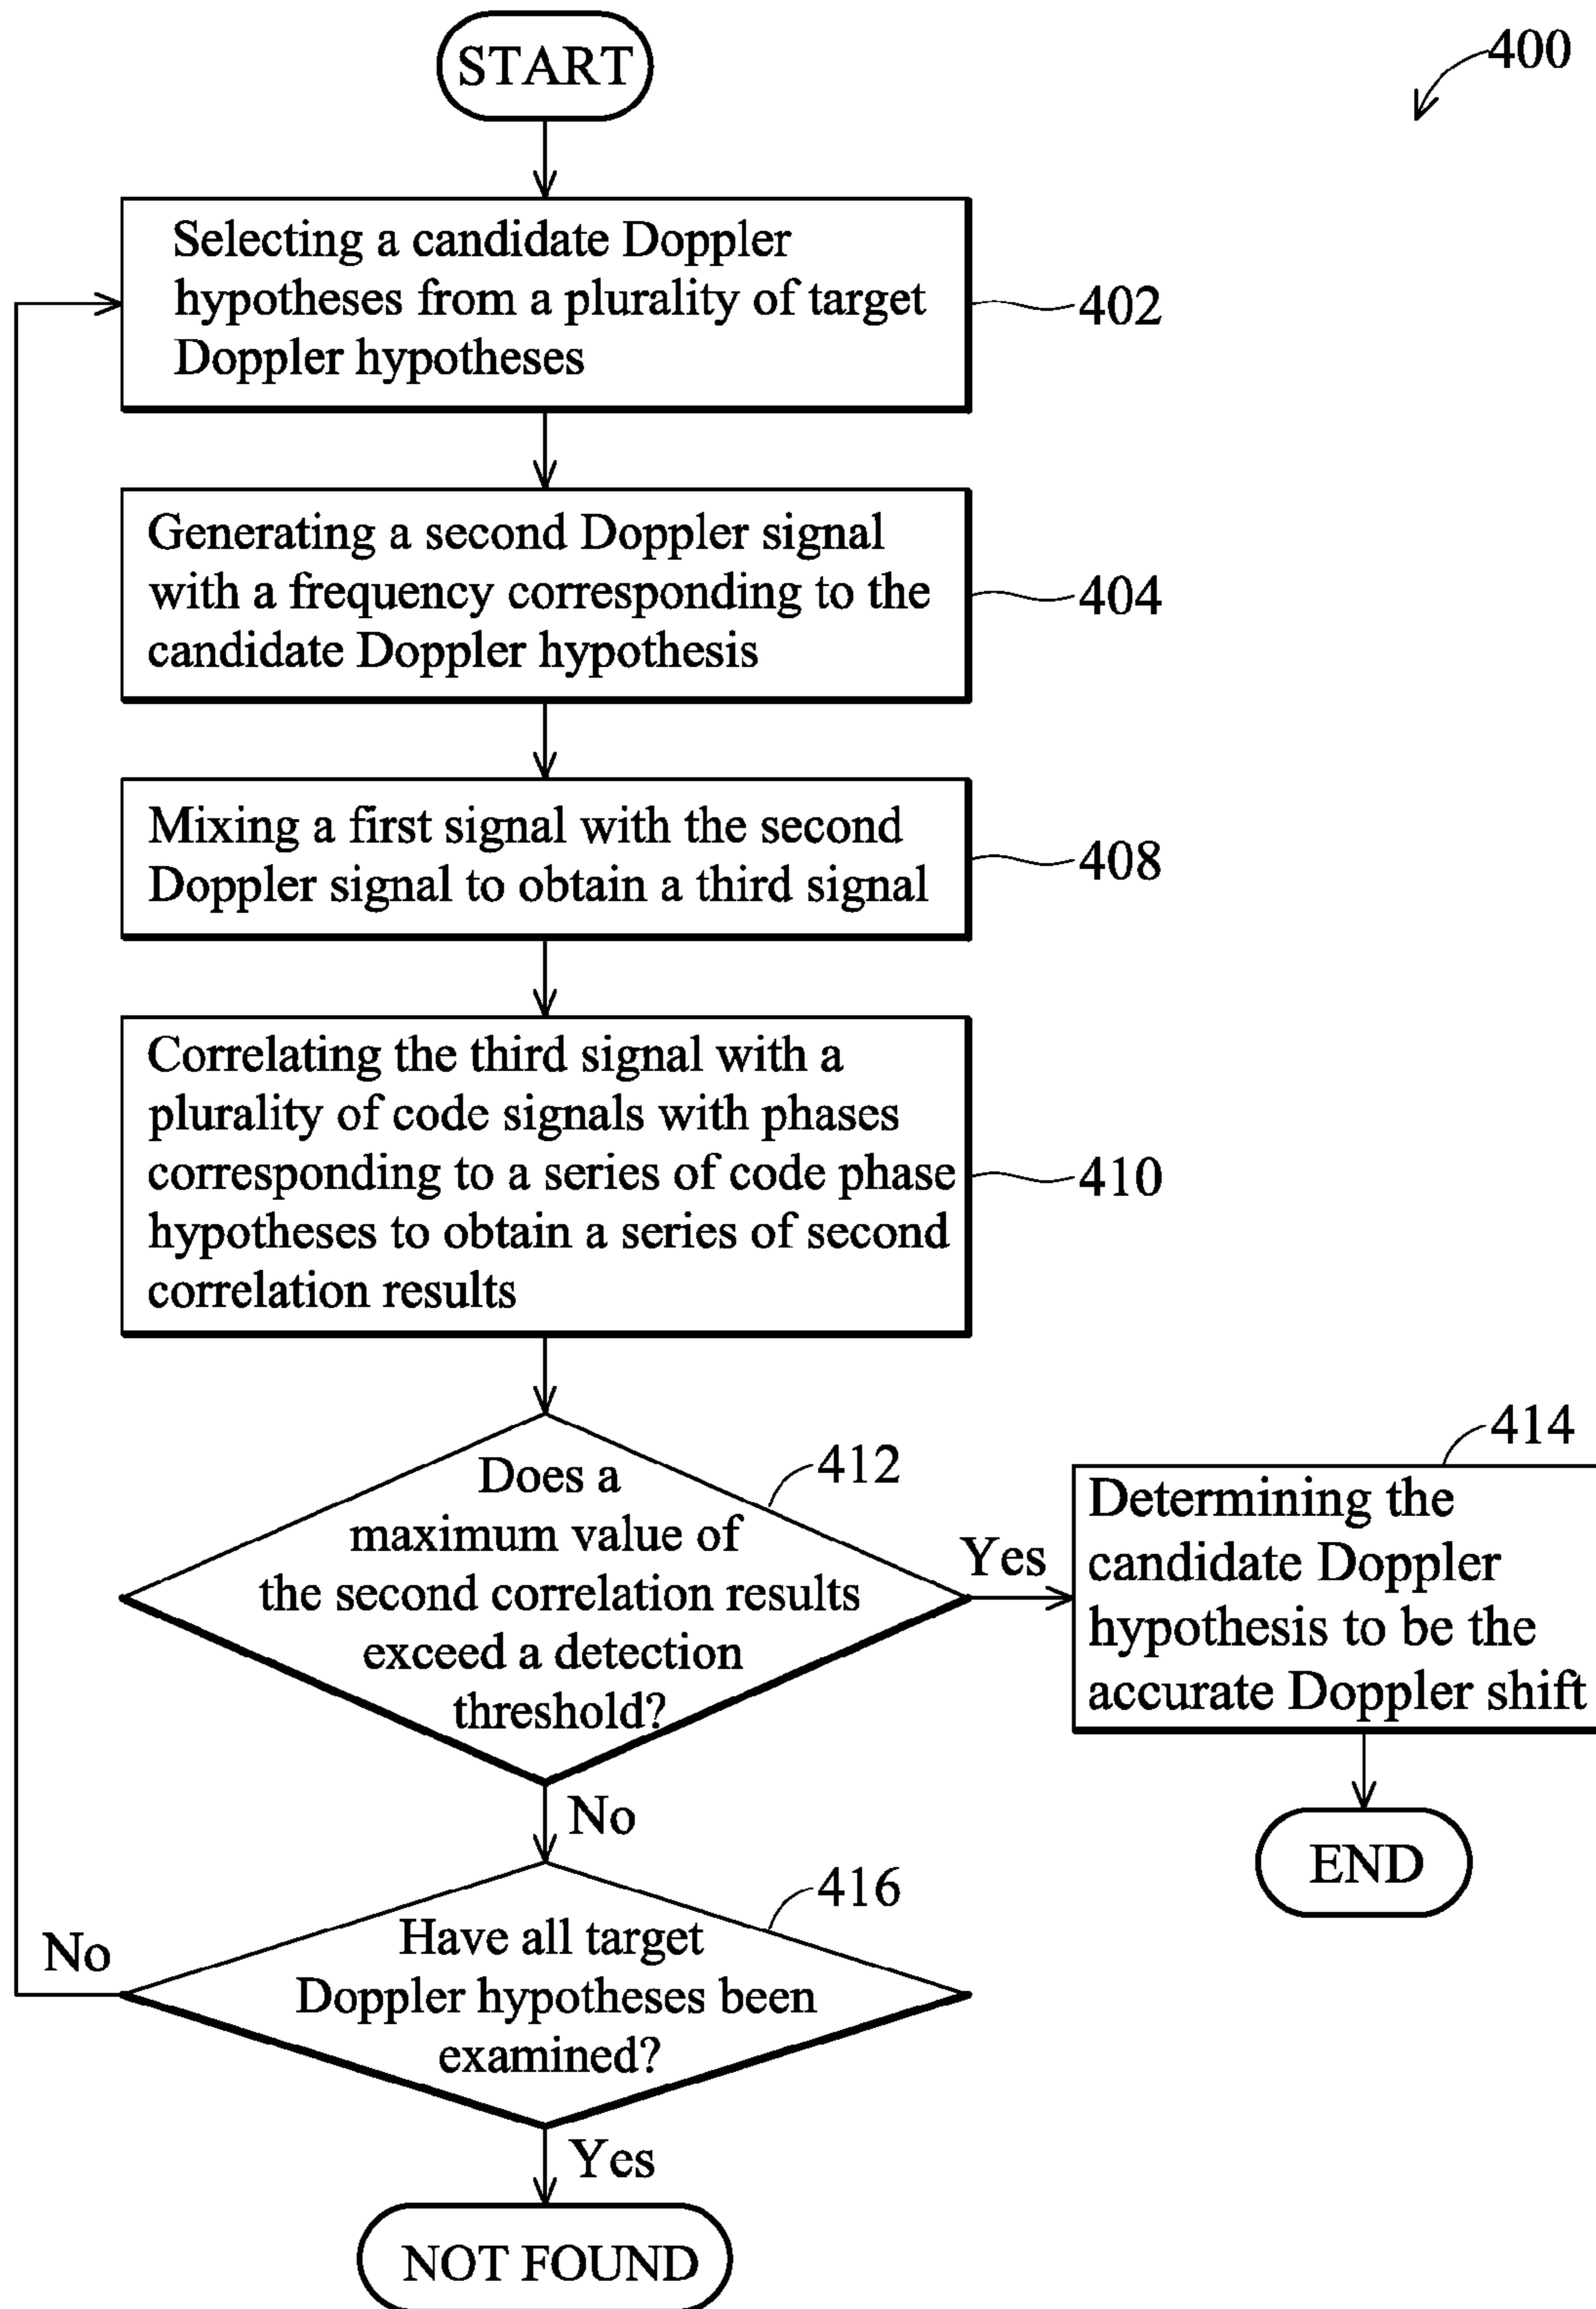 START
400
Selecting a candidate Doppler
hypotheses from a plurality of target
Doppler hypotheses
402
Generating a second Doppler signal
with a frequency corresponding to the
candidate Doppler hypothesis
404
Mixing a first signal with the second
Doppler signal to obtain a third signal
408
Correlating the third signal with a
plurality of code signals with phases
corresponding to a series of code phase
hypotheses to obtain a series of second
correlation results
410
Does a
maximum value of
the second correlation results
exceed a detection
threshold?
412
Yes
414
Determining the
candidate Doppler
hypothesis to be the
accurate Doppler shift
END
No
416
Have all target
Doppler hypotheses been
examined?
No
Yes
NOT FOUND